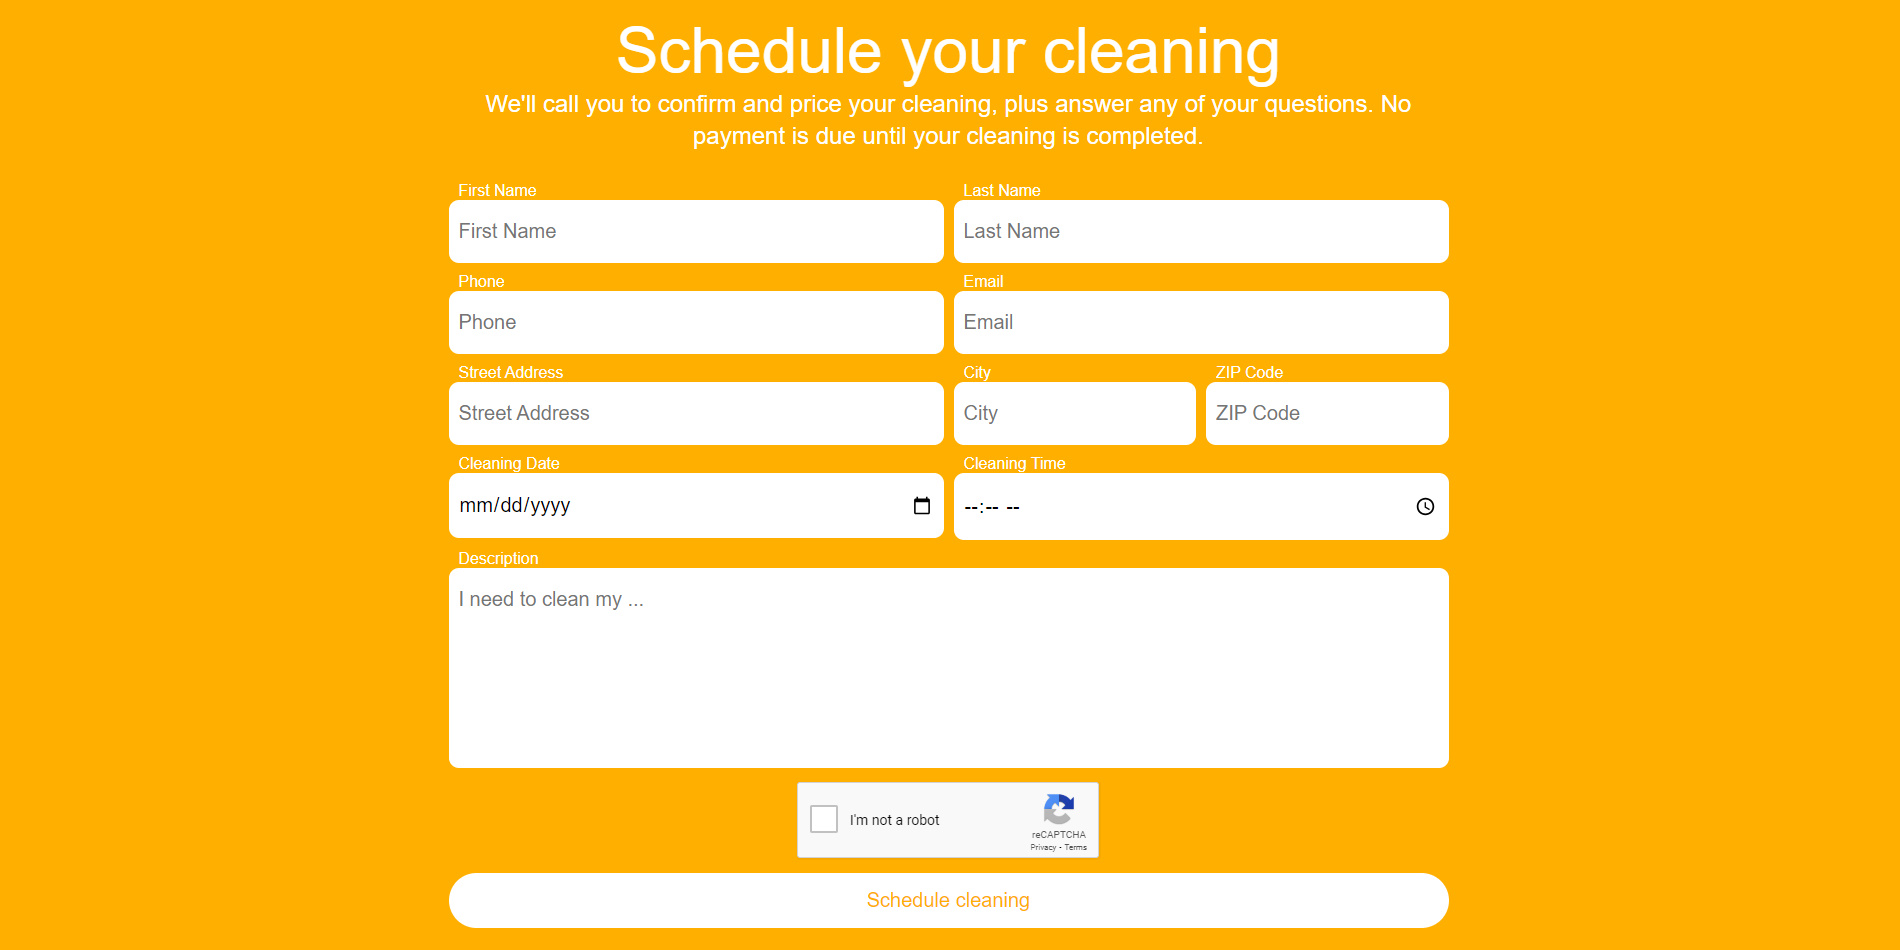 Schedule your cleaning
We'll call you to confirm and price your cleaning, plus answer any of your questions. No
payment is due until your cleaning is completed.
First Name
Last Name
First Name
Last Name
Phone
Email
Phone
Email
Street Address
City
ZIP Code
Street Address
City
ZIP Code
Cleaning Date
Cleaning Time
mm/dd/yyyy
--:-- --
Description
I need to clean my ...
I'm not a robot
reCAPTCHA
Privacy - Terms
Schedule cleaning